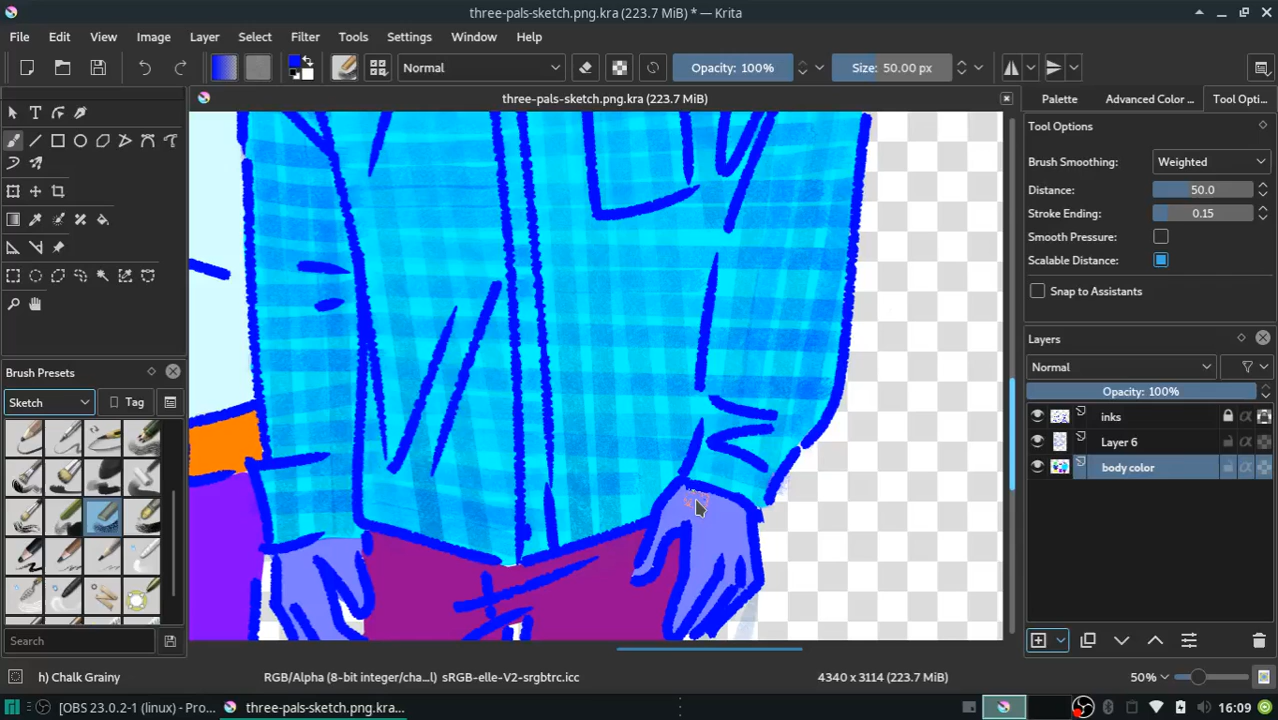 three-pals-sketch.png.kra (223.7 MiB) * — Krita
File Edit View Image Layer Select Filter Tools Settings Window Help
Normal
Opacity: 100%
Size: 50.00 px
three-pals-sketch.png.kra (223.7 MiB)
Palette
Advanced Color ...
Tool Opti...
Tool Options
Brush Smoothing: Weighted
Distance: 50.0
Stroke Ending: 0.15
Smooth Pressure:
Scalable Distance:
Snap to Assistants
Layers
Normal
Opacity: 100%
inks
Layer 6
body color
Brush Presets
Sketch
Tag
Search
h) Chalk Grainy
RGB/Alpha (8-bit integer/cha...l) sRGB-elle-V2-srgbtrc.icc
4340 x 3114 (223.7 MiB)
50%
[OBS 23.0.2-1 (linux) - Pro...
three-pals-sketch.png.kra...
16:09